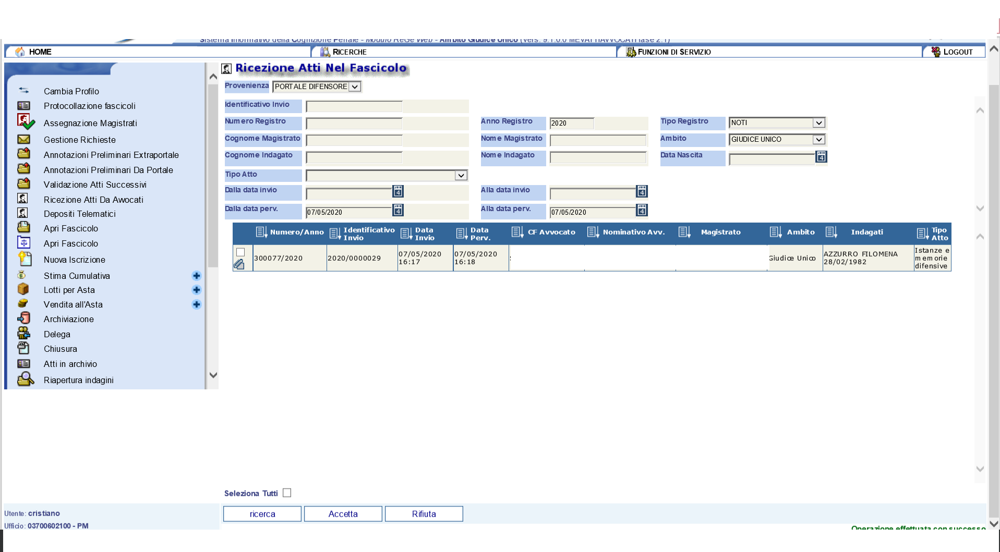 Sistema Informativo della Cognizione Penale - Modulo ReGe Web - Ambito Giudice Unico (vers. 9.1.0.0
HOME
RICERCHE
FUNZIONI DI SERVIZIO
LOGOUT
Ricezione Atti Nel Fascicolo
Provenienza PORTALE DIFENSORE
Identificativo Invio
Numero Registro Anno Registro 2020 Tipo Registro NOTI
Cognome Magistrato Nome Magistrato Ambito GIUDICE UNICO
Cognome Indagato Nome Indagato Data Nascita
Tipo Atto
Dalla data invio Alla data invio
Dalla data perv. 07/05/2020 Alla data perv. 07/05/2020
Numero/Anno
Identificativo
Invio
Data
Invio
Data
Perv.
CF Avvocato
Nominativo Avv.
Magistrato
Ambito
Indagati
Tipo
Atto
300077/2020
2020/0000029
07/05/2020
16:17
07/05/2020
16:18
Giudice Unico
AZZURRO FILOMENA
28/02/1982
Istanze e
memorie
difensive
Cambia Profilo
Protocollazione fascicoli
Assegnazione Magistrati
Gestione Richieste
Annotazioni Preliminari Extraportale
Annotazioni Preliminari Da Portale
Validazione Atti Successivi
Ricezione Atti Da Avvocati
Depositi Telematici
Apri Fascicolo
Apri Fascicolo
Nuova Iscrizione
Stima Cumulativa
Lotti per Asta
Vendita all'Asta
Archiviazione
Delega
Chiusura
Atti in archivio
Riapertura indagini
Seleziona Tutti
ricerca
Accetta
Rifiuta
Utente: cristiano
Ufficio: 03700602100 - PM
Operazione effettuata con successo